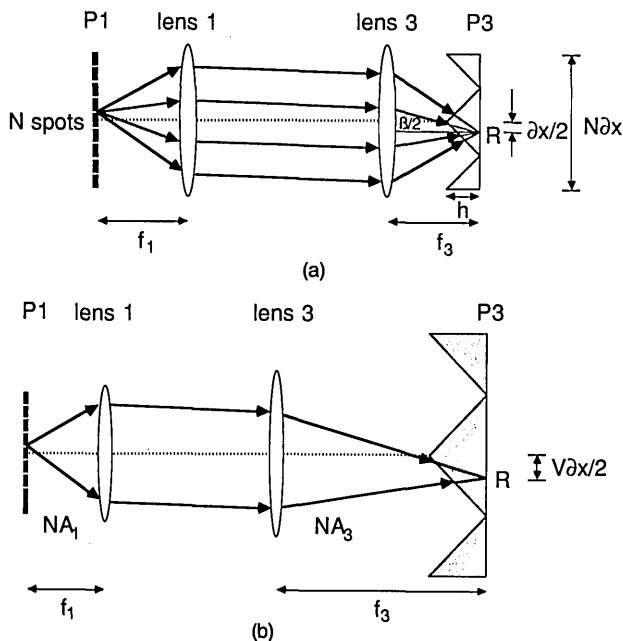 P1 lens 1 lens 3 P3
N spots
ß/2
R
∂x/2
N∂x
h
f1
f3
(a)
P1 lens 1 lens 3 P3
R
V∂x/2
NA1
NA3
f1
f3
(b)